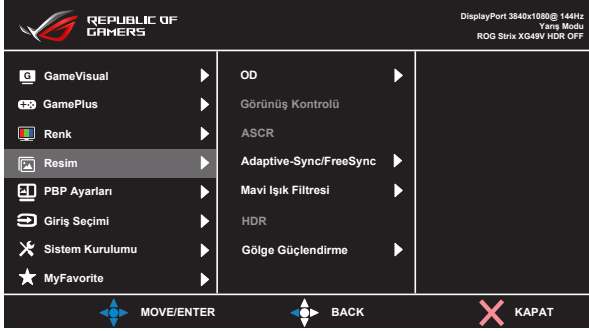 REPUBLIC OF
GAMERS
DisplayPort 3840x1080@ 144Hz
Yarış Modu
ROG Strix XG49V HDR OFF
G GameVisual
GamePlus
Renk
Resim
PBP Ayarları
Giriş Seçimi
Sistem Kurulumu
MyFavorite
OD
Görünüş Kontrolü
ASCR
Adaptive-Sync/FreeSync
Mavi Işık Filtresi
HDR
Gölge Güçlendirme
MOVE/ENTER
BACK
KAPAT